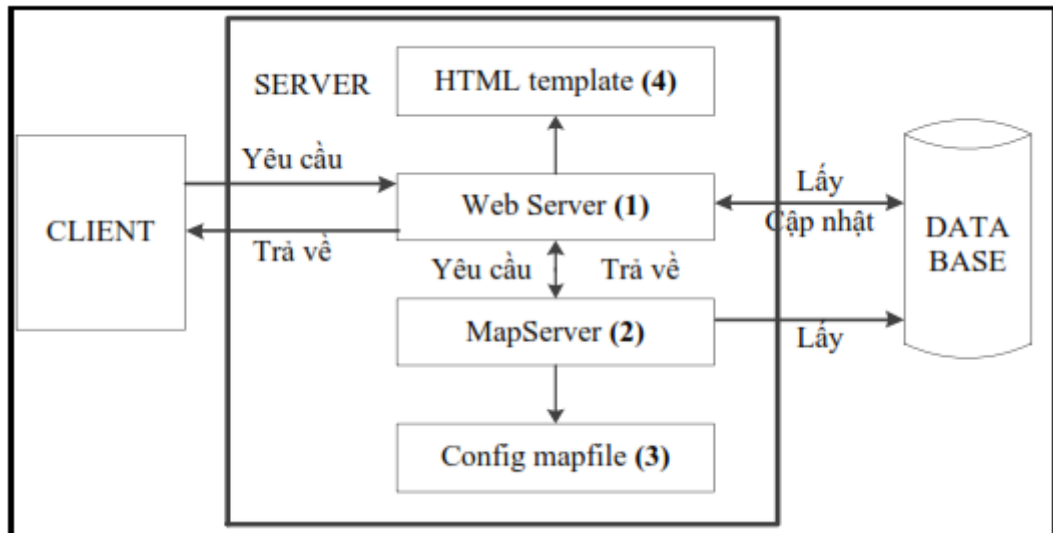 SERVER
HTML template (4)
CLIENT
Yêu cầu
Trả về
Web Server (1)
Yêu cầu
Trả về
MapServer (2)
Config mapfile (3)
Lấy
Cập nhật
Lấy
DATA
BASE